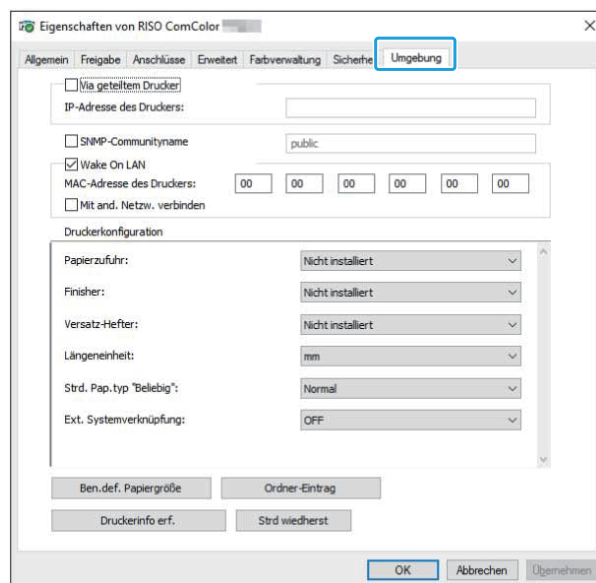 Eigenschaften von RISO ComColor
Allgemein Freigabe Anschlüsse Erweitert Farbverwaltung Sicherhe Umgebung
Via geteiltem Drucker
IP-Adresse des Druckers:
SNMP-Communityname public
Wake On LAN
MAC-Adresse des Druckers: 00 00 00 00 00 00
Mit and. Netzw. verbinden
Druckerkonfiguration
Papierzufuhr: Nicht installiert
Finisher: Nicht installiert
Versatz-Hefter: Nicht installiert
Längeneinheit: mm
Strd. Pap.typ "Beliebig": Normal
Ext. Systemverknüpfung: OFF
Ben.def. Papiergröße Ordner-Eintrag
Druckerinfo erf. Strd wiedherst
OK Abbrechen Übernehmen